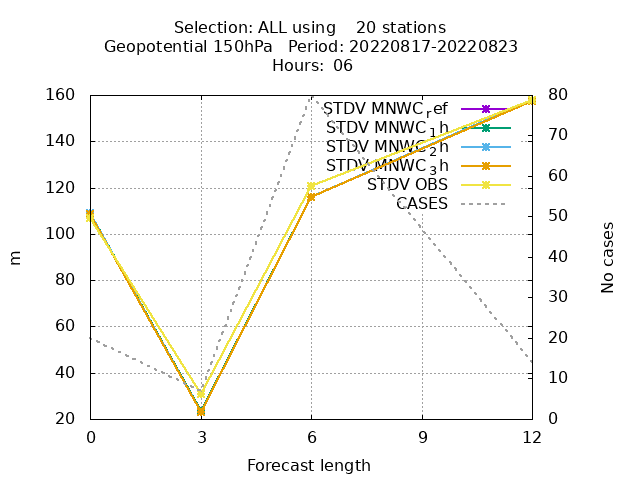 Selection: ALL using    20 stations
Geopotential 150hPa   Period: 20220817-20220823
Hours:  06
STDV MNWC_ref
STDV MNWC_1h
STDV MNWC_2h
STDV MNWC_3h
STDV OBS
CASES
160
140
120
100
80
60
40
20
m
80
70
60
50
40
30
20
10
0
No cases
0 3 6 9 12
Forecast length